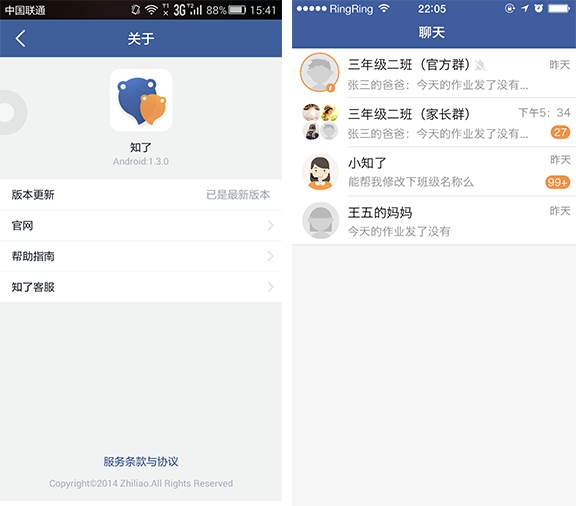 中国联通 3G 88% 15:41
关于
知了
Android:1.3.0
版本更新 已是最新版本
官网
帮助指南
知了客服
服务条款与协议
Copyright©2014 Zhiliao.All Rights Reserved
RingRing 22:05
聊天
三年级二班（官方群） 昨天
张三的爸爸：今天的作业发了没有...
三年级二班（家长群） 下午5：34
张三的爸爸：今天的作业发了没有... 27
小知了 昨天
能帮我修改下班级名称么 99+
王五的妈妈 昨天
今天的作业发了没有